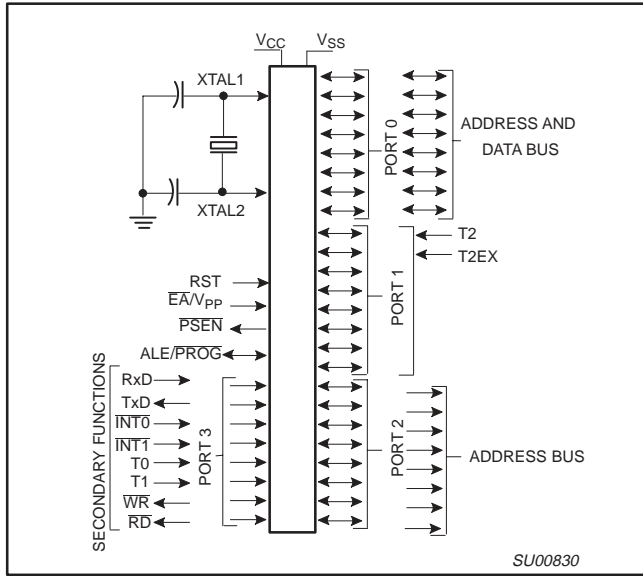 VCC VSS
XTAL1
XTAL2
PORT 0
ADDRESS AND
DATA BUS
T2
T2EX
PORT 1
RST
EA/VPP
PSEN
ALE/PROG
SECONDARY FUNCTIONS
RxD
TxD
INT0
INT1
T0
T1
WR
RD
PORT 3
PORT 2
ADDRESS BUS
SU00830